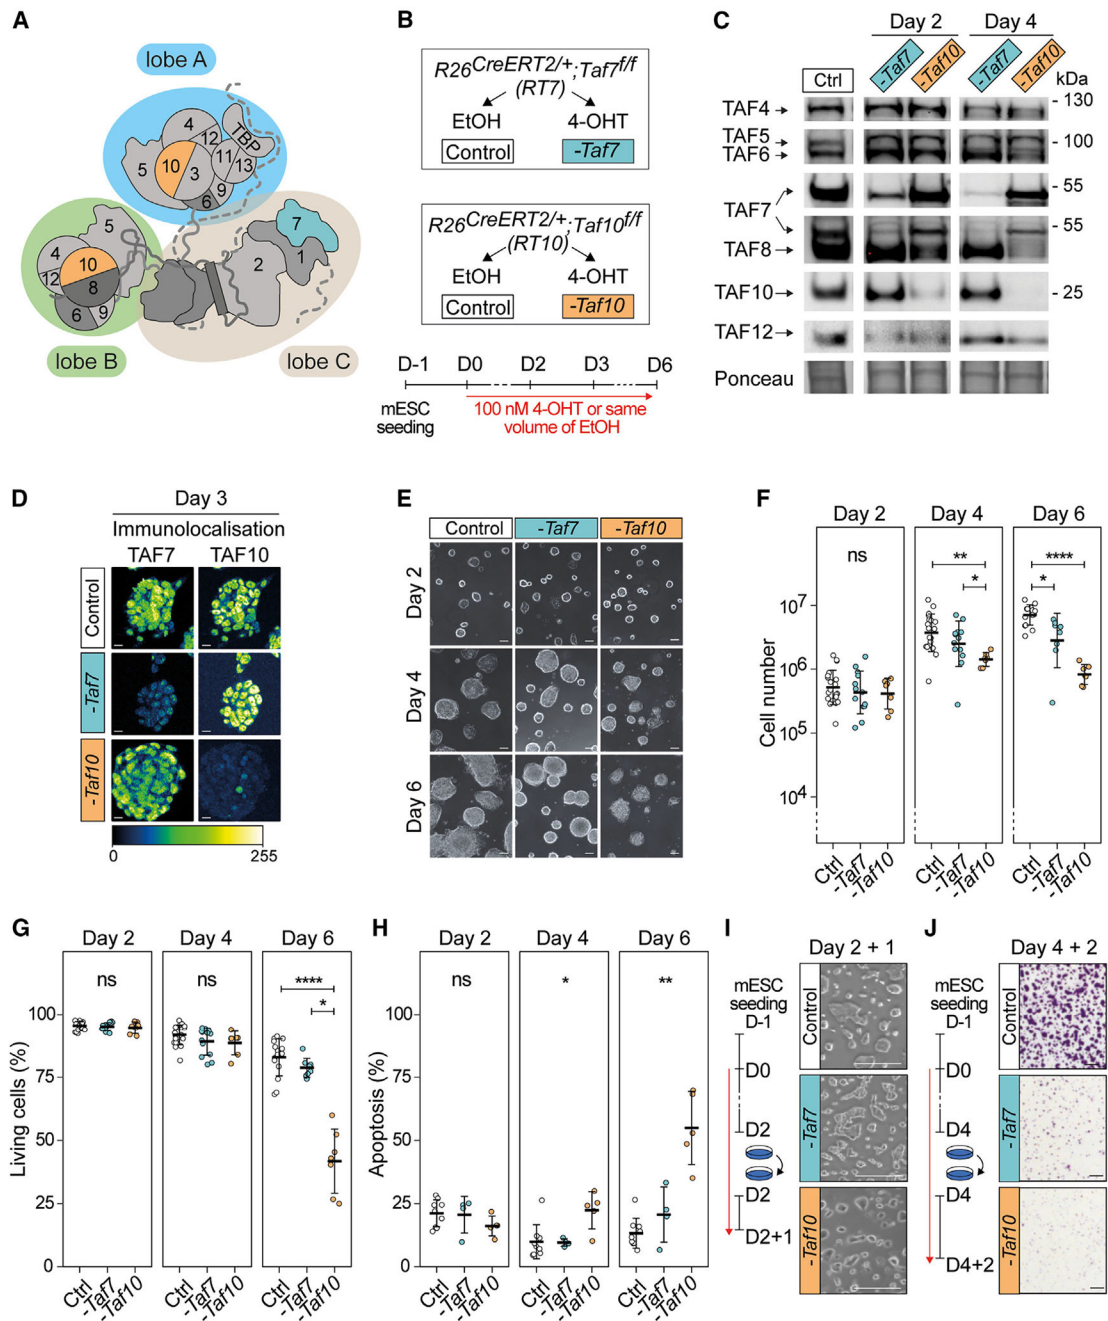 A
lobe A
4
12
TBP
5
10
11
13
3
9
6
5
4
10
12
8
6
9
7
2
1
lobe B
lobe C
B
R26CreERT2/+;Taf7f/f
(RT7)
EtOH
4-OHT
Control
-Taf7
R26CreERT2/+;Taf10f/f
(RT10)
EtOH
4-OHT
Control
-Taf10
D-1 D0 D2 D3 D6
mESC
seeding
100 nM 4-OHT or same
volume of EtOH
C
Day 2
Day 4
Ctrl
-Taf7
-Taf10
-Taf7
-Taf10
kDa
TAF4
- 130
TAF5
- 100
TAF6
- 55
TAF7
- 55
TAF8
TAF10
- 25
TAF12
Ponceau
D
Day 3
Immunolocalisation
TAF7
TAF10
Control
-Taf7
-Taf10
0
255
E
Control
-Taf7
-Taf10
Day 2
Day 4
Day 6
F
Day 2
Day 4
Day 6
ns
**
*
****
*
107
106
105
104
Cell number
Ctrl
-Taf7
-Taf10
Ctrl
-Taf7
-Taf10
Ctrl
-Taf7
-Taf10
G
Day 2
Day 4
Day 6
ns
ns
****
*
100
75
50
25
0
Living cells (%)
Ctrl
-Taf7
-Taf10
Ctrl
-Taf7
-Taf10
Ctrl
-Taf7
-Taf10
H
Day 2
Day 4
Day 6
ns
*
**
100
75
50
25
0
Apoptosis (%)
Ctrl
-Taf7
-Taf10
Ctrl
-Taf7
-Taf10
Ctrl
-Taf7
-Taf10
I
Day 2 + 1
mESC
seeding
D-1
D0
D2
D2
D2+1
Control
-Taf7
-Taf10
J
Day 4 + 2
mESC
seeding
D-1
D0
D4
D4
D4+2
Control
-Taf7
-Taf10